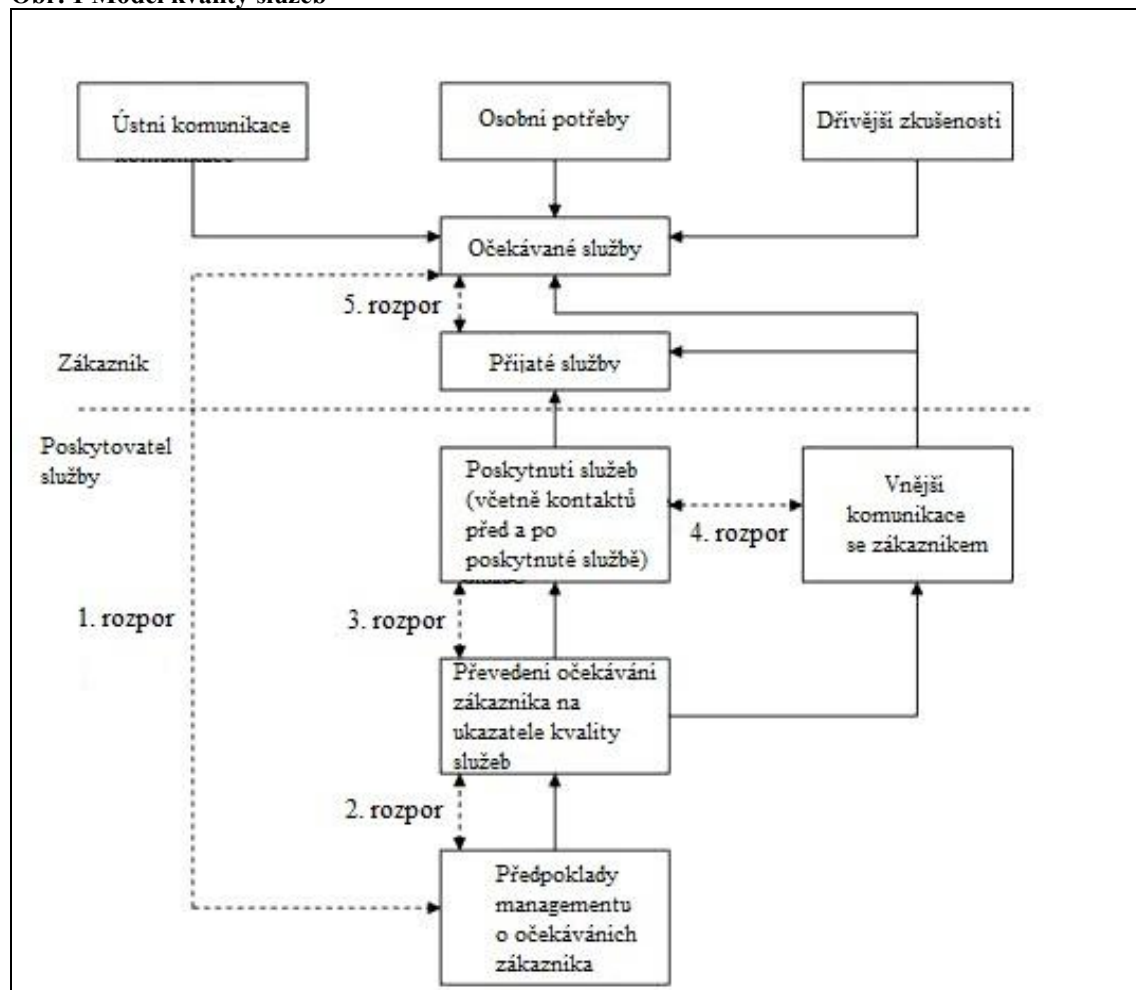 Obr. 1 Model kvality služeb
Ústní komunikace
komunikace
Osobní potřeby
Dřívější zkušenosti
Očekávané služby
5. rozpor
Přijaté služby
Zákazník
Poskytovatel
služby
Poskytnutí služeb
(včetně kontaktů
před a po
poskytnuté službě)
4. rozpor
Vnější
komunikace
se zákazníkem
1. rozpor
3. rozpor
Převedení očekávání
zákazníka na
ukazatele kvality
služeb
2. rozpor
Předpoklady
managementu
o očekáváních
zákazníka